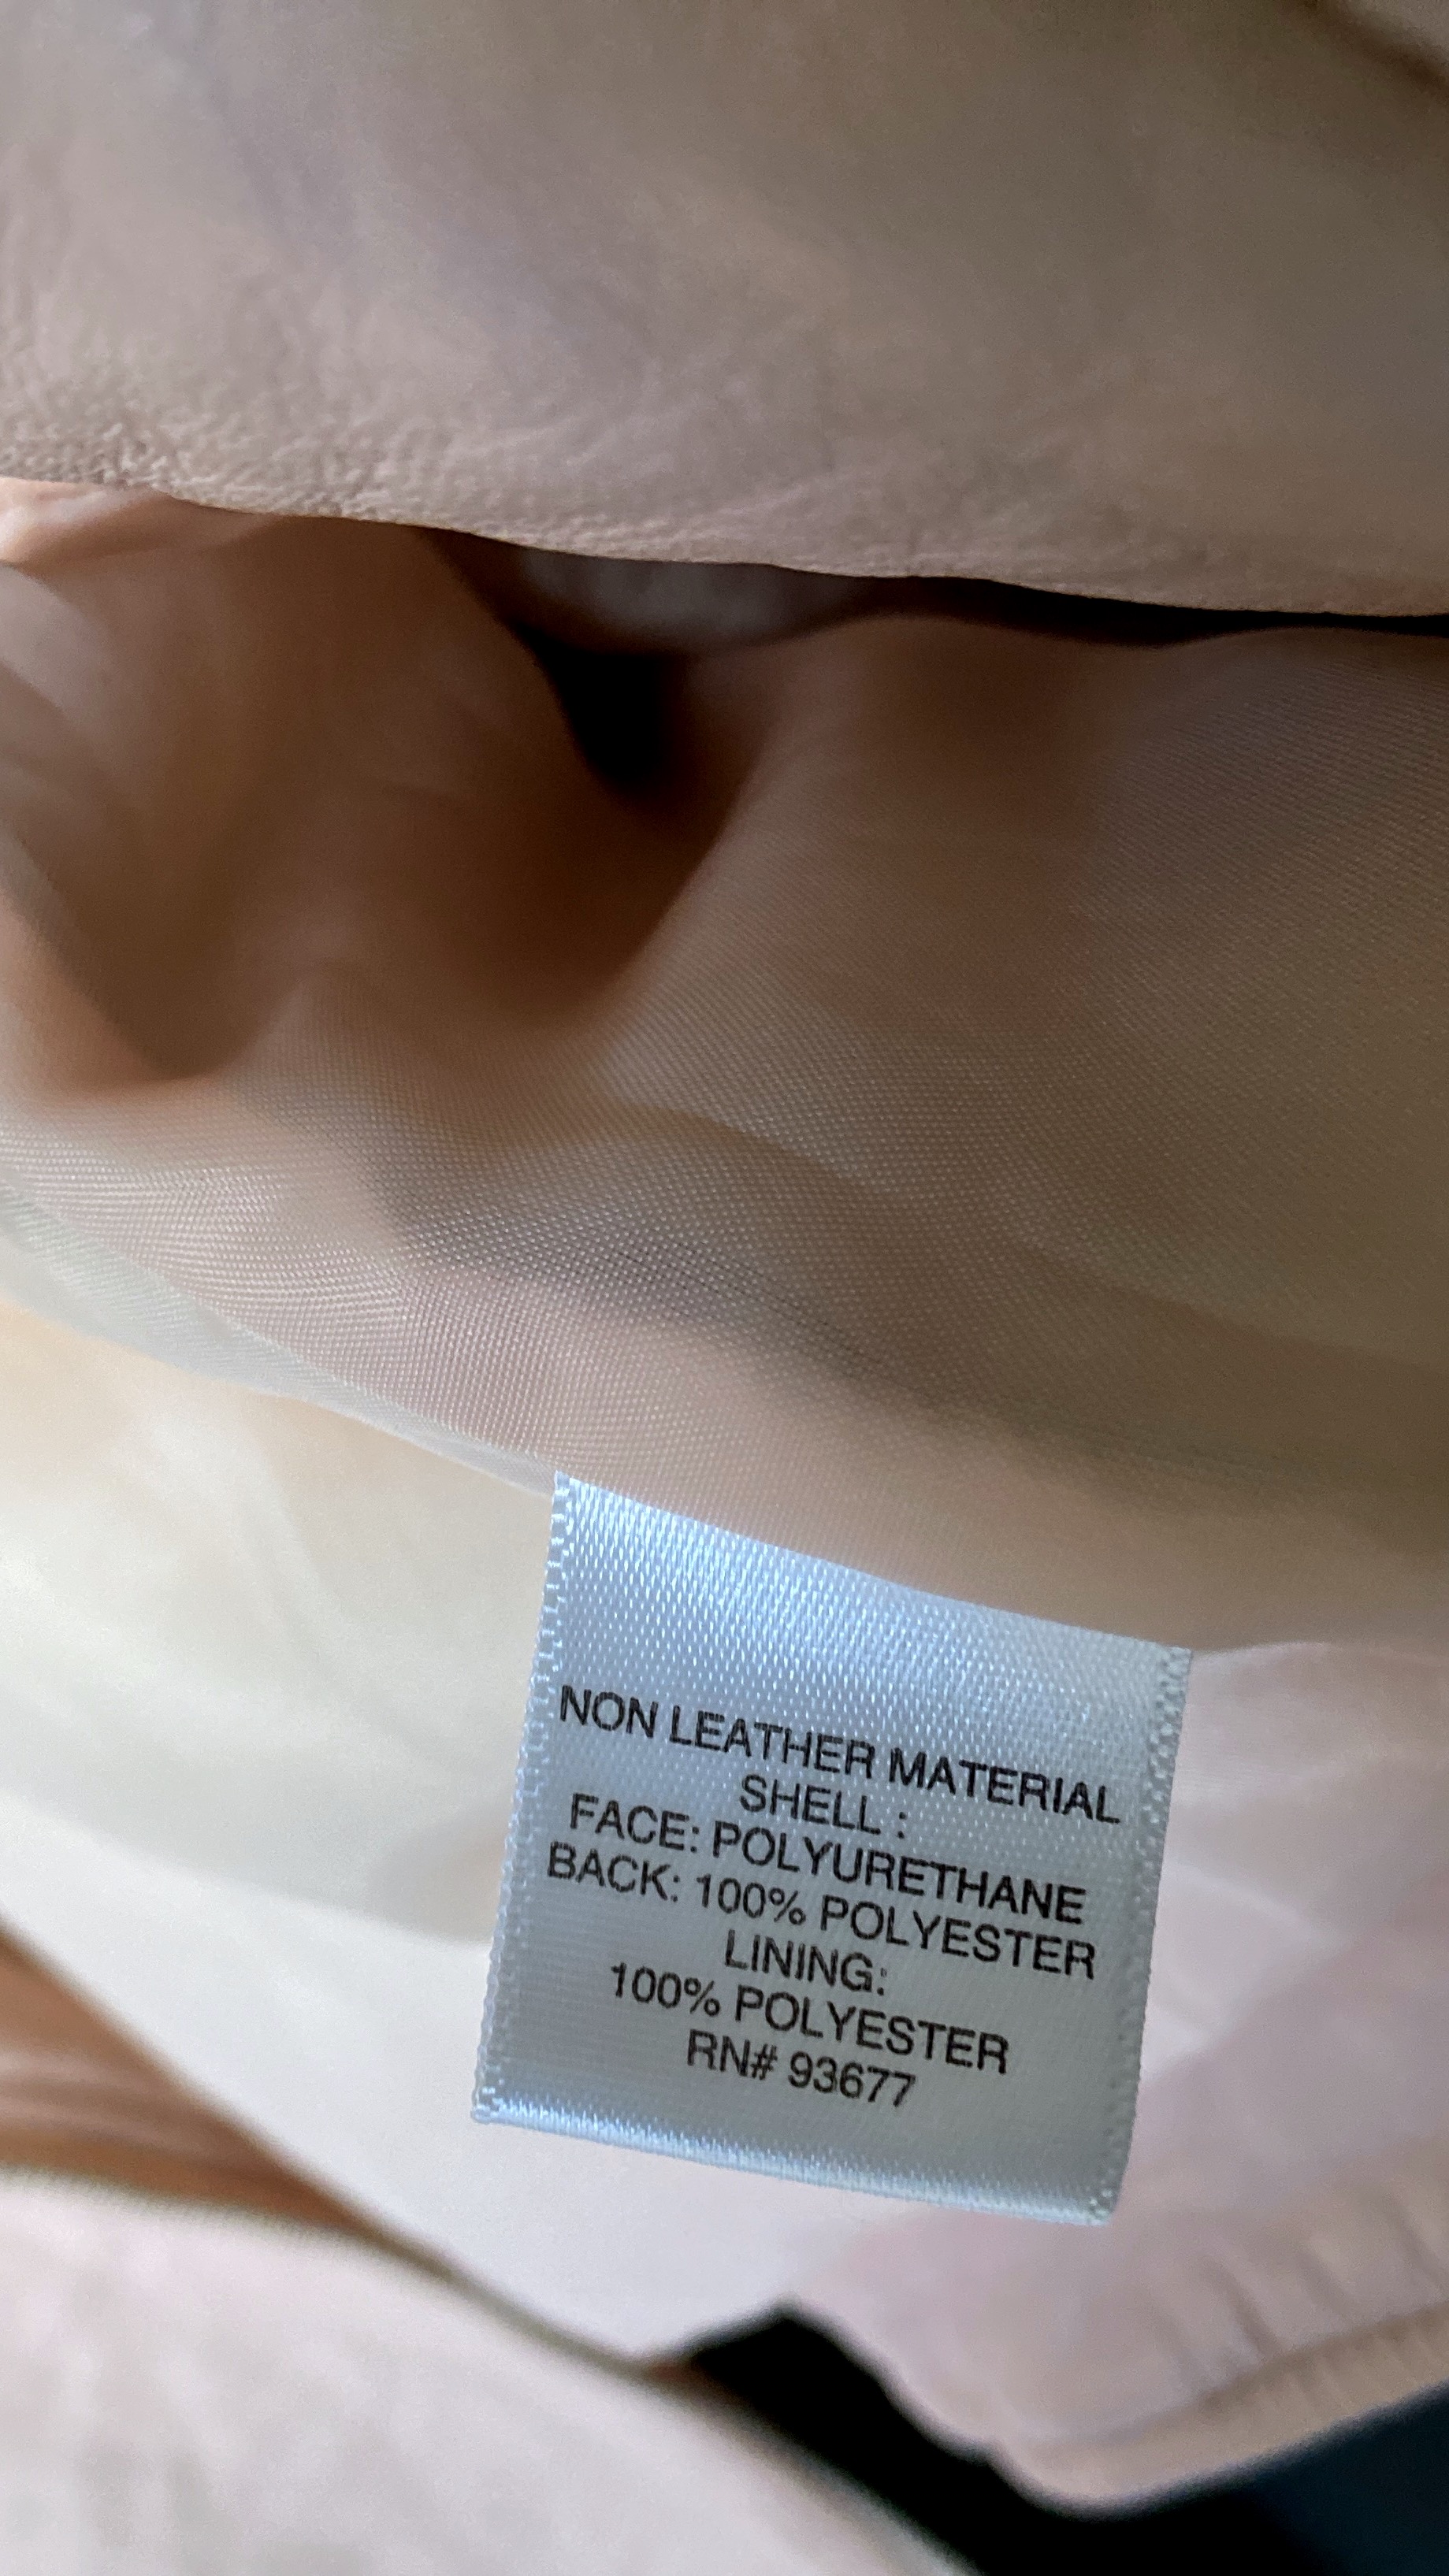 NON LEATHER MATERIAL
SHELL :
FACE: POLYURETHANE
BACK: 100% POLYESTER
LINING:
100% POLYESTER
RN# 93677